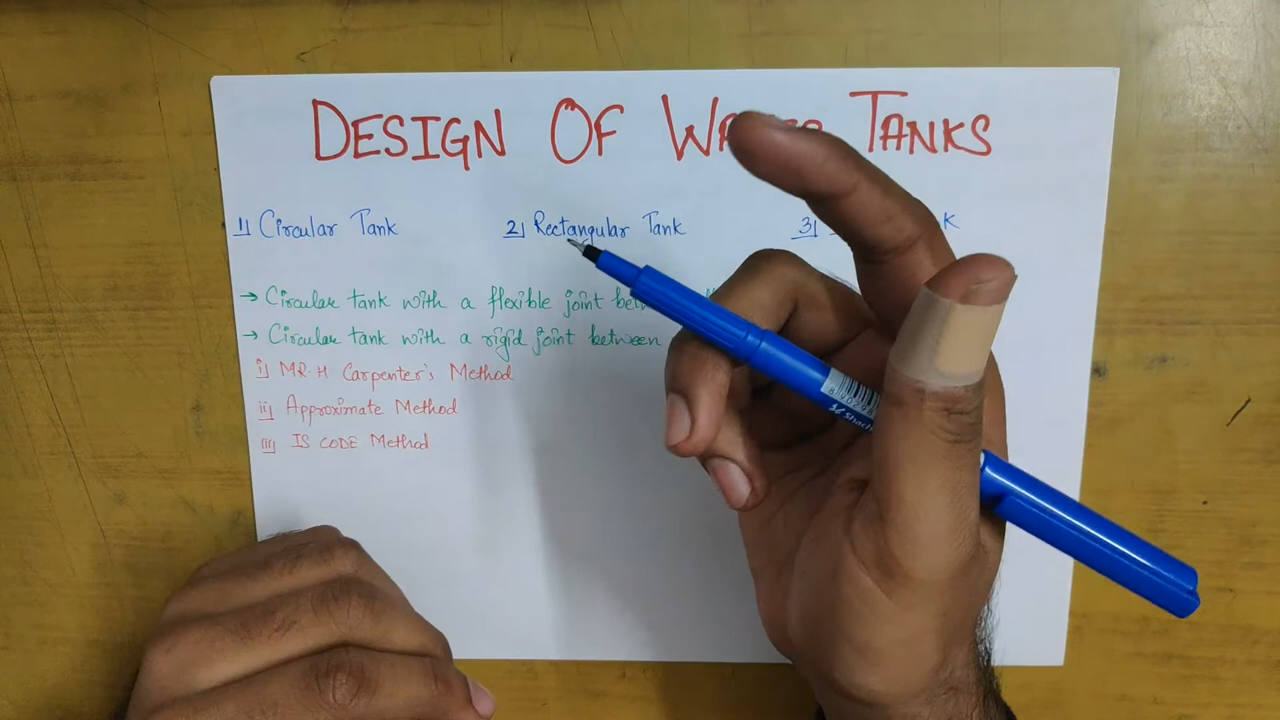 DESIGN OF WATER TANKS
1) Circular Tank 2) Rectangular Tank 3)
→ Circular tank with a flexible joint
→ Circular tank with a rigid joint between
i) MR.H Carpenter's Method
ii) Approximate Method
iii) IS CODE Method